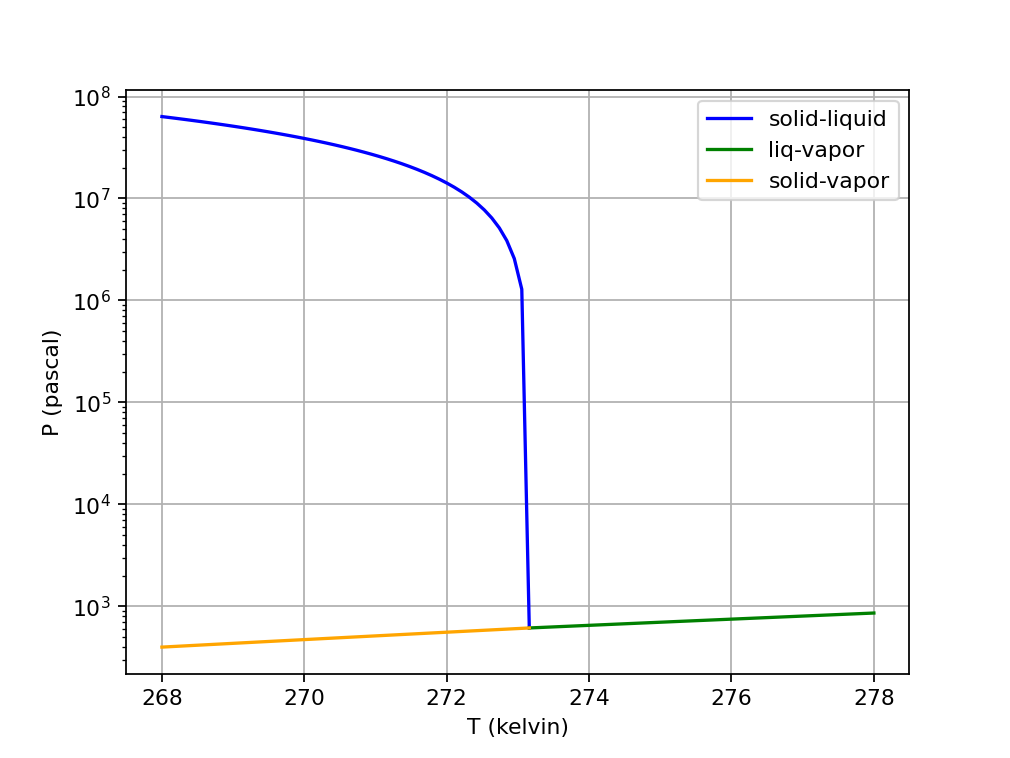 10⁸
10⁷
10⁶
10⁵
10⁴
10³
P (pascal)
solid-liquid
liq-vapor
solid-vapor
268 270 272 274 276 278
T (kelvin)